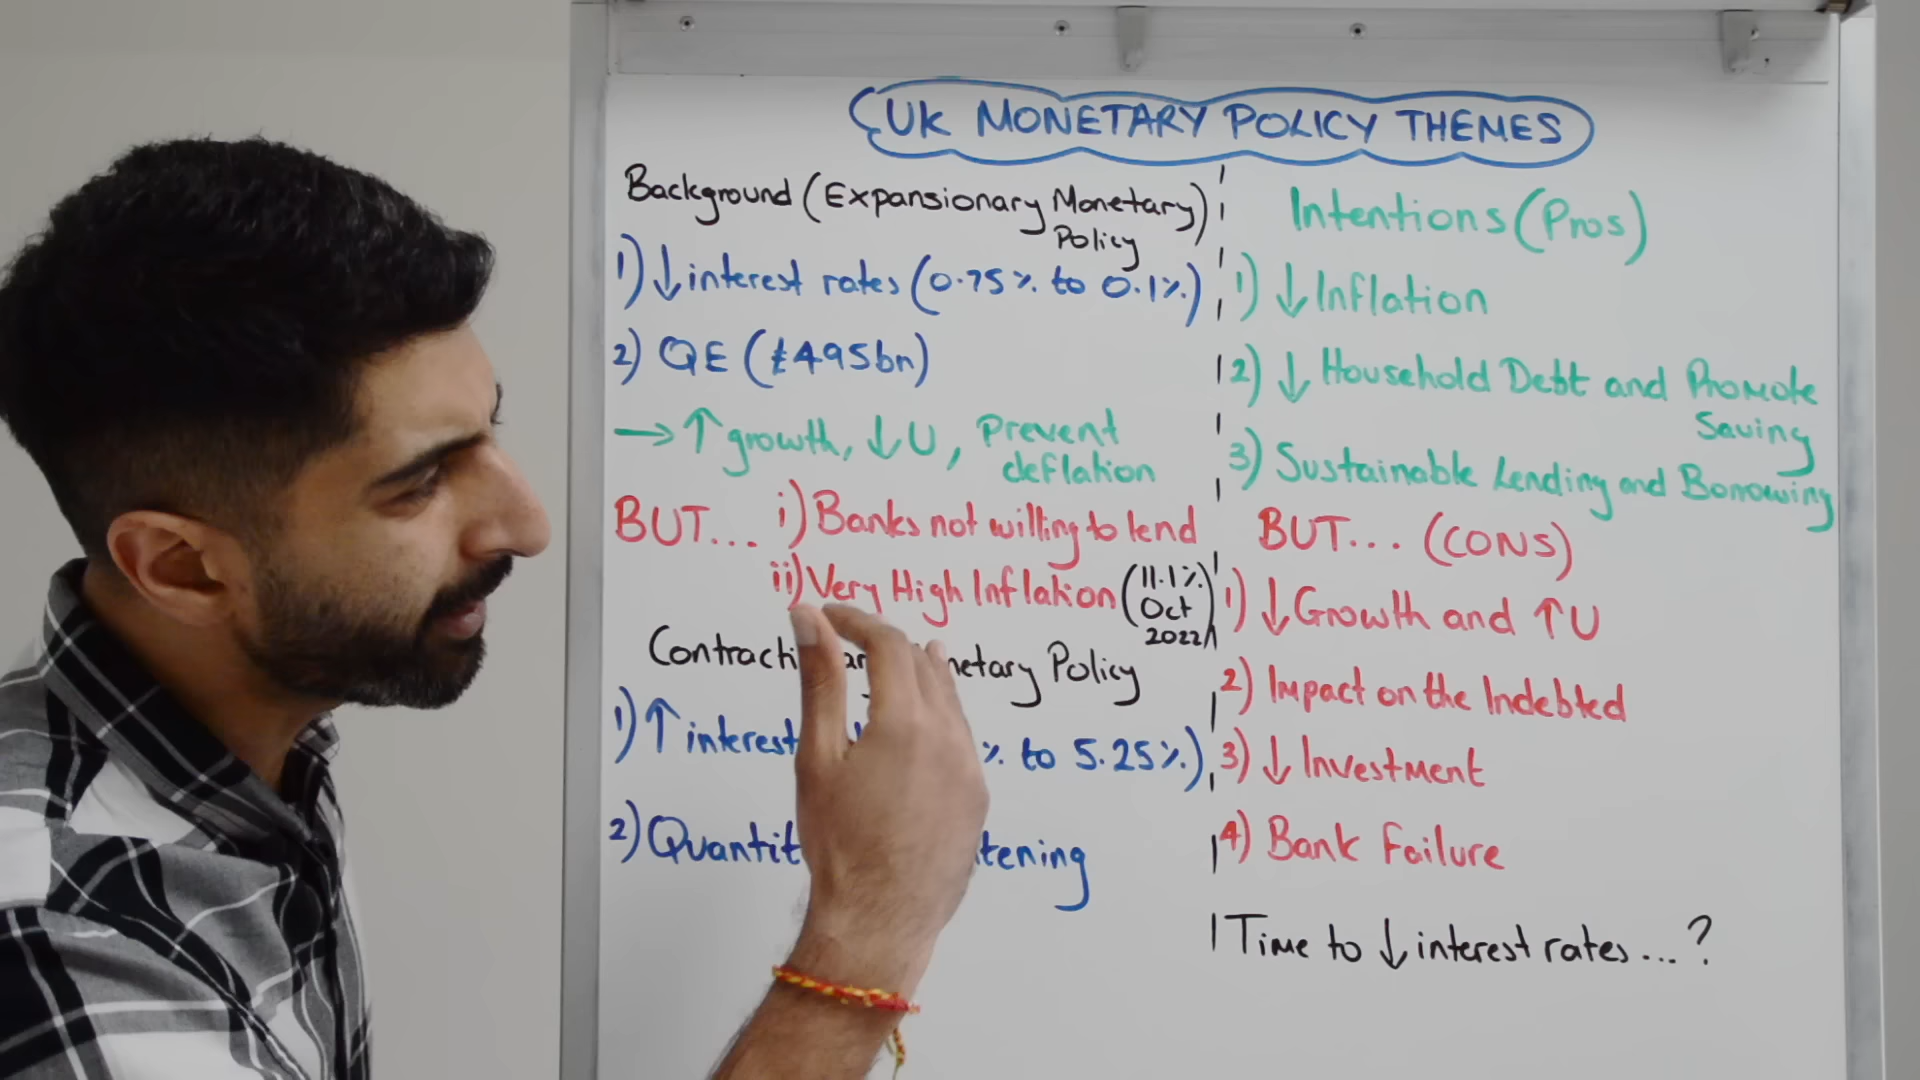 UK MONETARY POLICY THEMES
Background (Expansionary Monetary
Policy)
1) ↓ interest rates (0.75% to 0.1%)
2) QE (£495bn)
→ ↑ growth, ↓ U, Prevent
deflation
BUT... i) Banks not willing to lend
ii) Very High Inflation (11.1%
Oct
2022)
Contracti netary Policy
1) ↑ interest % to 5.25%)
2) Quantit tening
Intentions (Pros)
1) ↓ Inflation
2) ↓ Household Debt and Promote
Saving
3) Sustainable Lending and Borrowing
BUT... (CONS)
1) ↓ Growth and ↑ U
2) Impact on the Indebted
3) ↓ Investment
4) Bank Failure
Time to ↓ interest rates...?